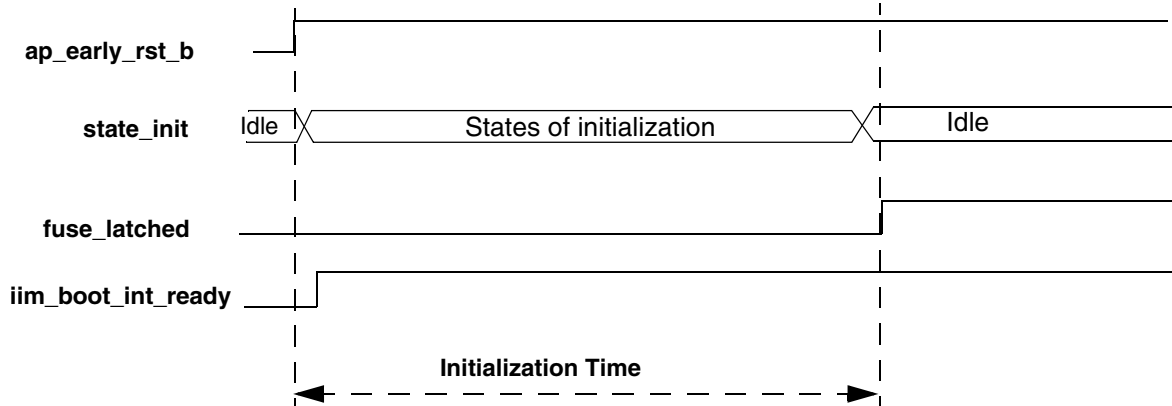 ap_early_rst_b
state_init
Idle
States of initialization
Idle
fuse_latched
iim_boot_int_ready
Initialization Time